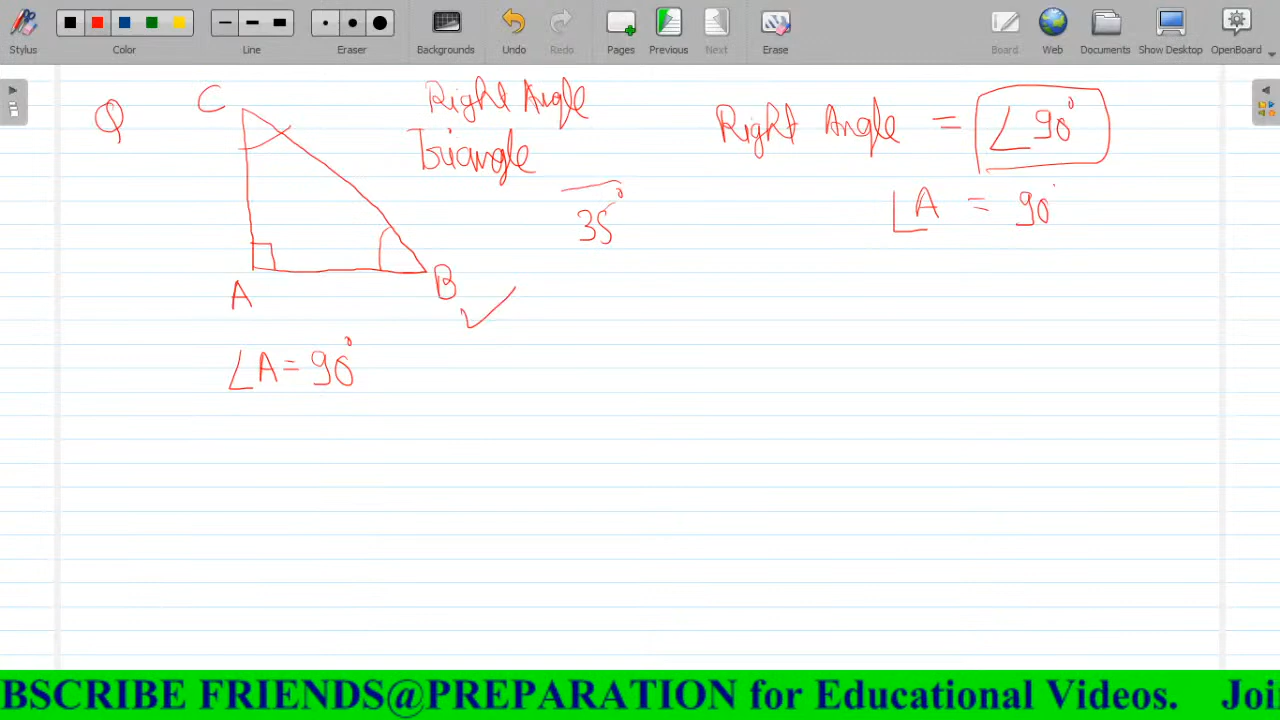 Stylus
Color
Line
Eraser
Backgrounds
Undo
Redo
Pages
Previous
Next
Erase
Board
Web
Documents
Show Desktop
OpenBoard
Q
C
Right Angle
Triangle
35°
A
B
∠A = 90°
Right Angle = ∠90°
∠A = 90°
BSCRIBE FRIENDS@PREPARATION for Educational Videos. Joi